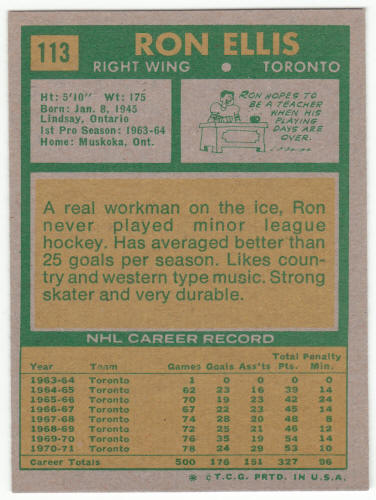 113
RON ELLIS
RIGHT WING • TORONTO
Ht: 5'10" Wt: 175
Born: Jan. 8, 1945
Lindsay, Ontario
1st Pro Season: 1963-64
Home: Muskoka, Ont.
RON HOPES TO
BE A TEACHER
WHEN HIS
PLAYING
DAYS ARE
OVER.
A real workman on the ice, Ron
never played minor league
hockey. Has averaged better than
25 goals per season. Likes coun-
try and western type music. Strong
skater and very durable.
NHL CAREER RECORD
Total Penalty
Year Team Games Goals Ass'ts Pts. Min
1963-64 Toronto 1 0 0 0 0
1964-65 Toronto 62 23 16 39 14
1965-66 Toronto 70 19 23 42 24
1966-67 Toronto 67 22 23 45 14
1967-68 Toronto 74 28 20 48 8
1968-69 Toronto 72 25 21 46 12
1969-70 Toronto 76 35 19 54 14
1970-71 Toronto 78 24 29 53 10
Career Totals 500 176 151 327 96
* © T.C.G. PRTD. IN U.S.A.